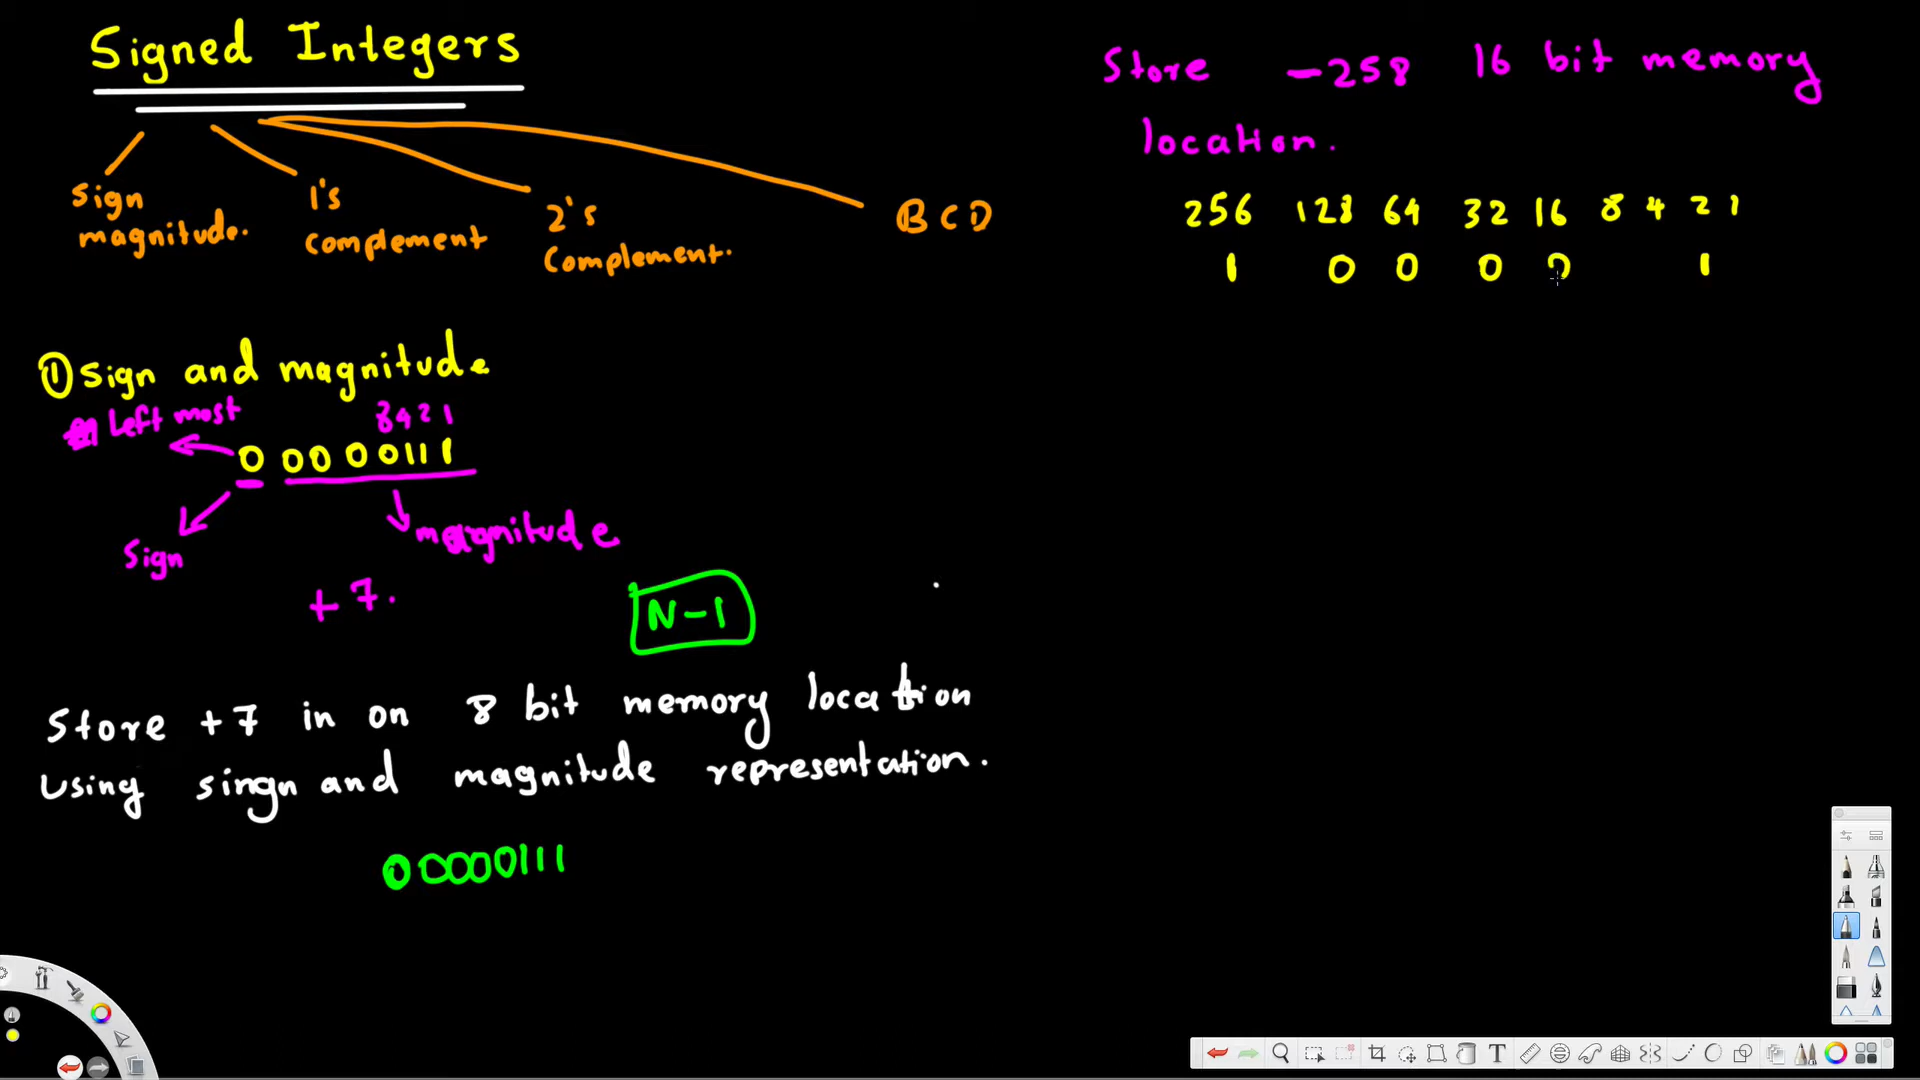 Signed Integers
sign magnitude.
1's complement
2's complement.
BCD
① sign and magnitude
Left most
8421
0 0000111
sign
magnitude
+7.
N-1
Store +7 in on 8 bit memory location
using singn and magnitude representation.
00000111
Store -258 16 bit memory
location.
256 128 64 32 16 8 4 2 1
1 0 0 0 0 1
T